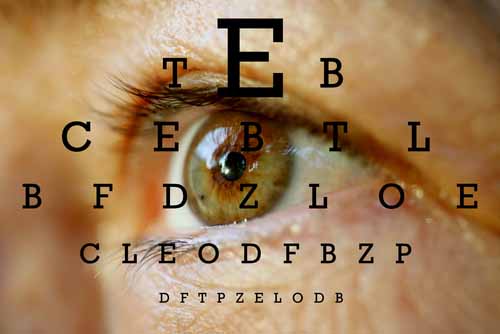 E
T B
C E B T L
B F D Z L O E
C L E O D F B Z P
D F T P Z E L O D B